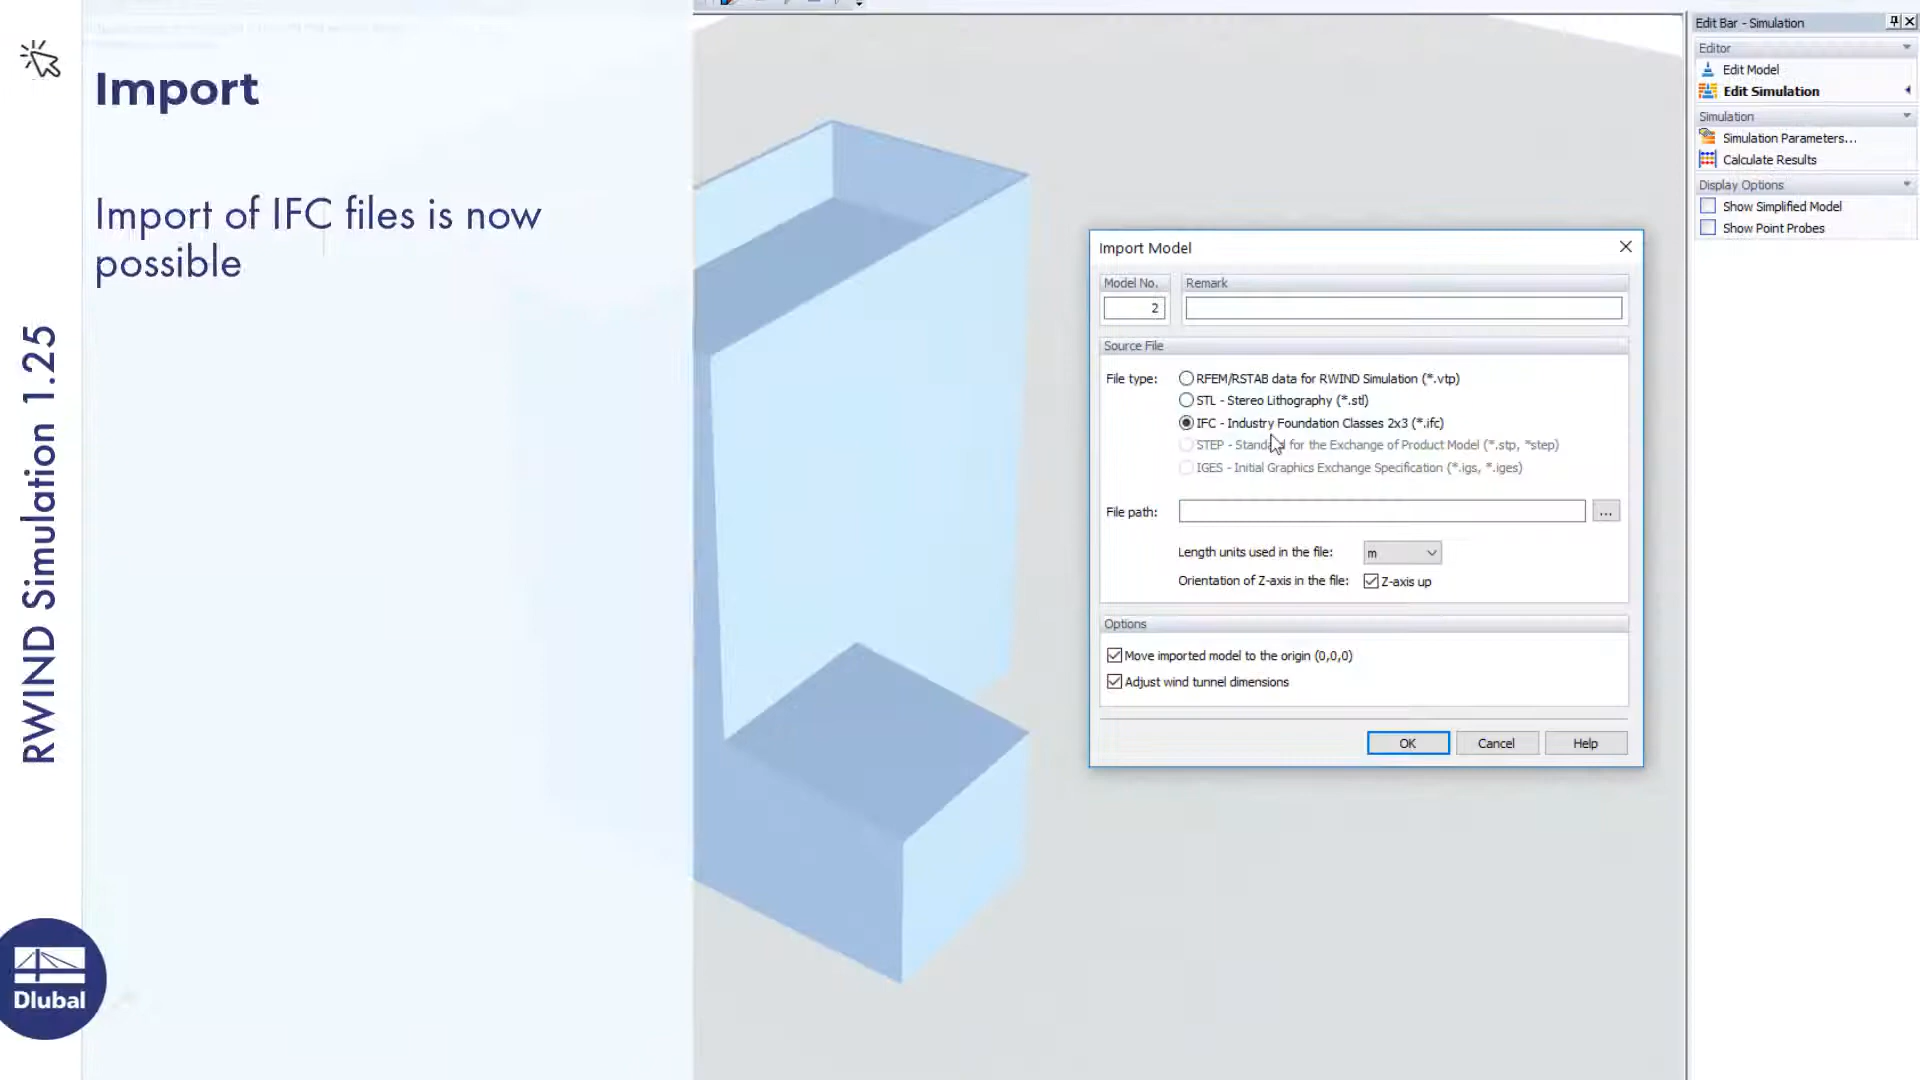 Import
Import of IFC files is now
possible
RWIND Simulation 1.25
Dlubal
Import Model
Model No.
2
Remark
Source File
File type:
RFEM/RSTAB data for RWIND Simulation (*.vtp)
STL - Stereo Lithography (*.stl)
IFC - Industry Foundation Classes 2x3 (*.ifc)
STEP - Standard for the Exchange of Product Model (*.stp, *step)
IGES - Initial Graphics Exchange Specification (*.igs, *.iges)
File path:
...
Length units used in the file:
m
Orientation of Z-axis in the file:
Z-axis up
Options
Move imported model to the origin (0,0,0)
Adjust wind tunnel dimensions
OK
Cancel
Help
Edit Bar - Simulation
Editor
Edit Model
Edit Simulation
Simulation
Simulation Parameters...
Calculate Results
Display Options
Show Simplified Model
Show Point Probes